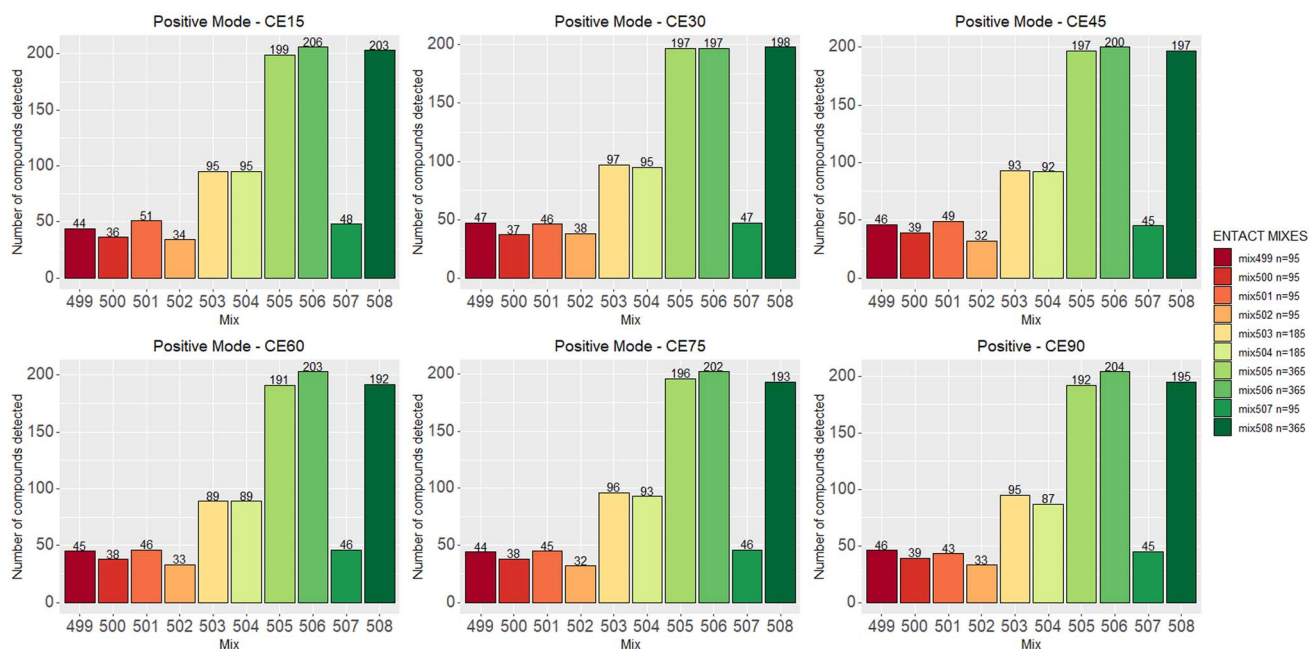 Positive Mode - CE15
Number of compounds detected
200
150
100
50
0
44
36
51
34
95
95
199
206
48
203
499 500 501 502 503 504 505 506 507 508
Mix
Positive Mode - CE30
Number of compounds detected
200
150
100
50
0
47
37
46
38
97
95
197
197
47
198
499 500 501 502 503 504 505 506 507 508
Mix
Positive Mode - CE45
Number of compounds detected
200
150
100
50
0
46
39
49
32
93
92
197
200
45
197
499 500 501 502 503 504 505 506 507 508
Mix
Positive Mode - CE60
Number of compounds detected
200
150
100
50
0
45
38
46
33
89
89
191
203
46
192
499 500 501 502 503 504 505 506 507 508
Mix
Positive Mode - CE75
Number of compounds detected
200
150
100
50
0
44
38
45
32
96
93
196
202
46
193
499 500 501 502 503 504 505 506 507 508
Mix
Positive - CE90
Number of compounds detected
200
150
100
50
0
46
39
43
33
95
87
192
204
45
195
499 500 501 502 503 504 505 506 507 508
Mix
ENTACT MIXES
mix499 n=95
mix500 n=95
mix501 n=95
mix502 n=95
mix503 n=185
mix504 n=185
mix505 n=365
mix506 n=365
mix507 n=95
mix508 n=365